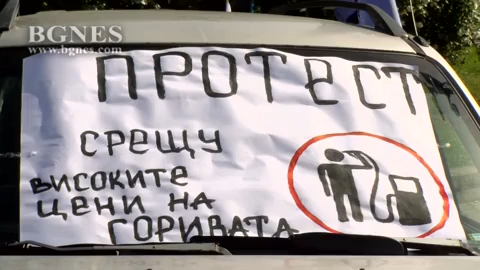 BGNES
www.bgnes.com
ПРОТЕСТ
СРЕЩУ
ВИСОКИТЕ
ЦЕНИ НА
ГОРИВАТА